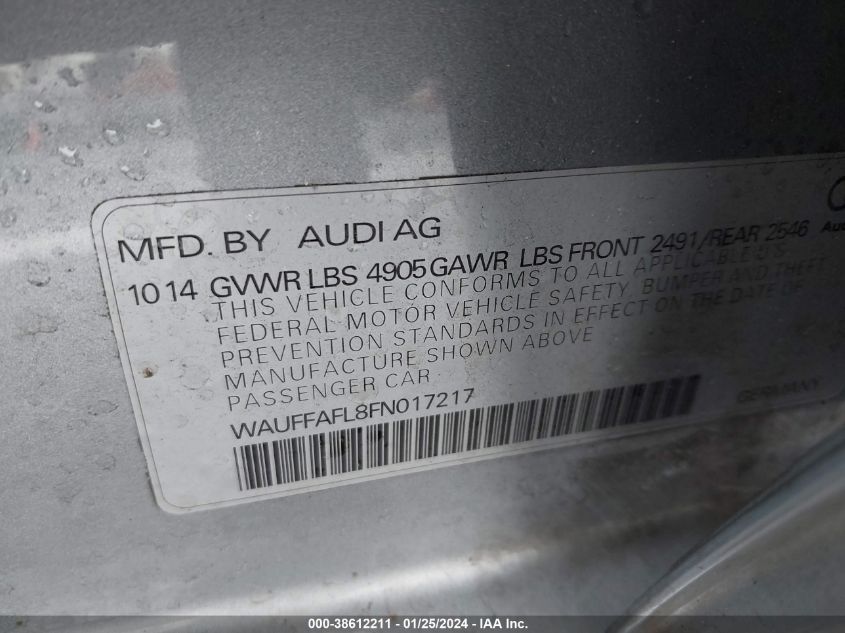 MFD. BY AUDI AG
10 14 GVWR LBS 4905 GAWR LBS FRONT 2491/REAR 2546
THIS VEHICLE CONFORMS TO ALL APPLICABLE U.S.
FEDERAL MOTOR VEHICLE SAFETY, BUMPER AND THEFT
PREVENTION STANDARDS IN EFFECT ON THE DATE OF
MANUFACTURE SHOWN ABOVE
PASSENGER CAR
WAUFFAFL8FN017217
GERMANY
000-38612211 - 01/25/2024 - IAA Inc.